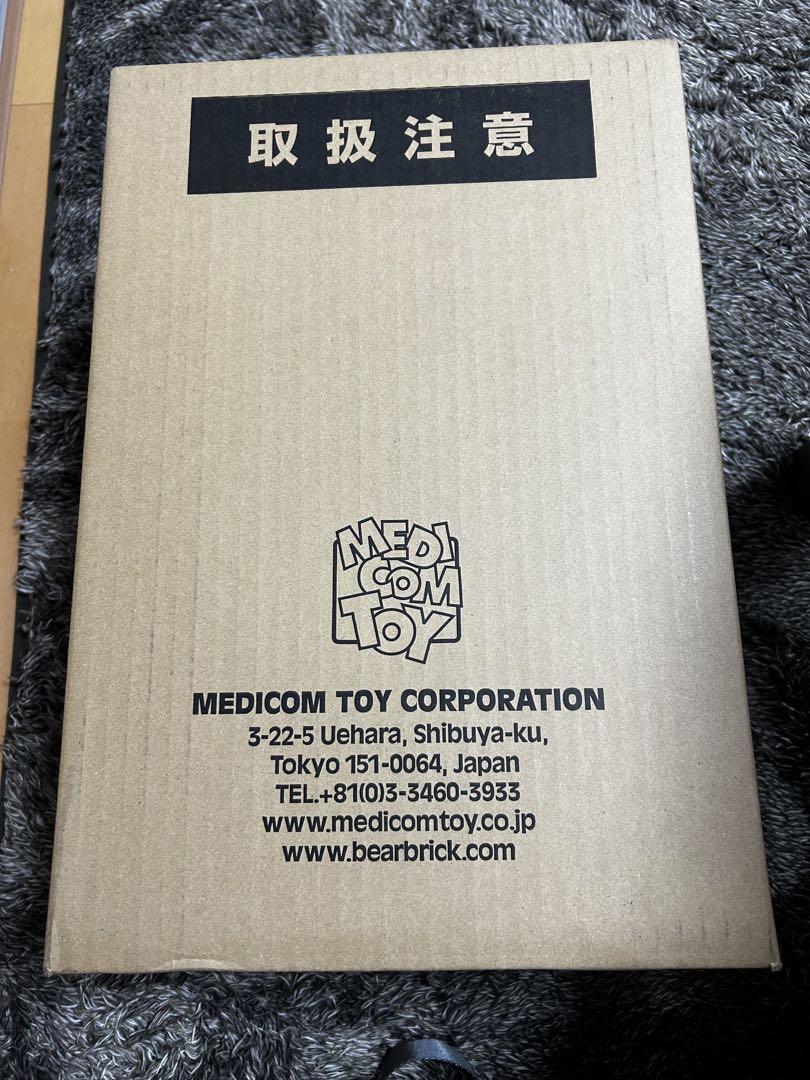 取扱注意
MEDI
COM
TOY
MEDICOM TOY CORPORATION
3-22-5 Uehara, Shibuya-ku,
Tokyo 151-0064, Japan
TEL.+81(0)3-3460-3933
www.medicomtoy.co.jp
www.bearbrick.com